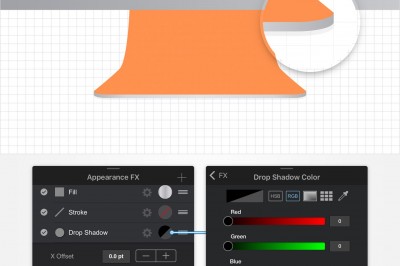 Appearance FX
Fill
Stroke
Drop Shadow
X Offset 0.8 pt
FX
Drop Shadow Color
HSB RGB
Red
0
Green
0
Blue